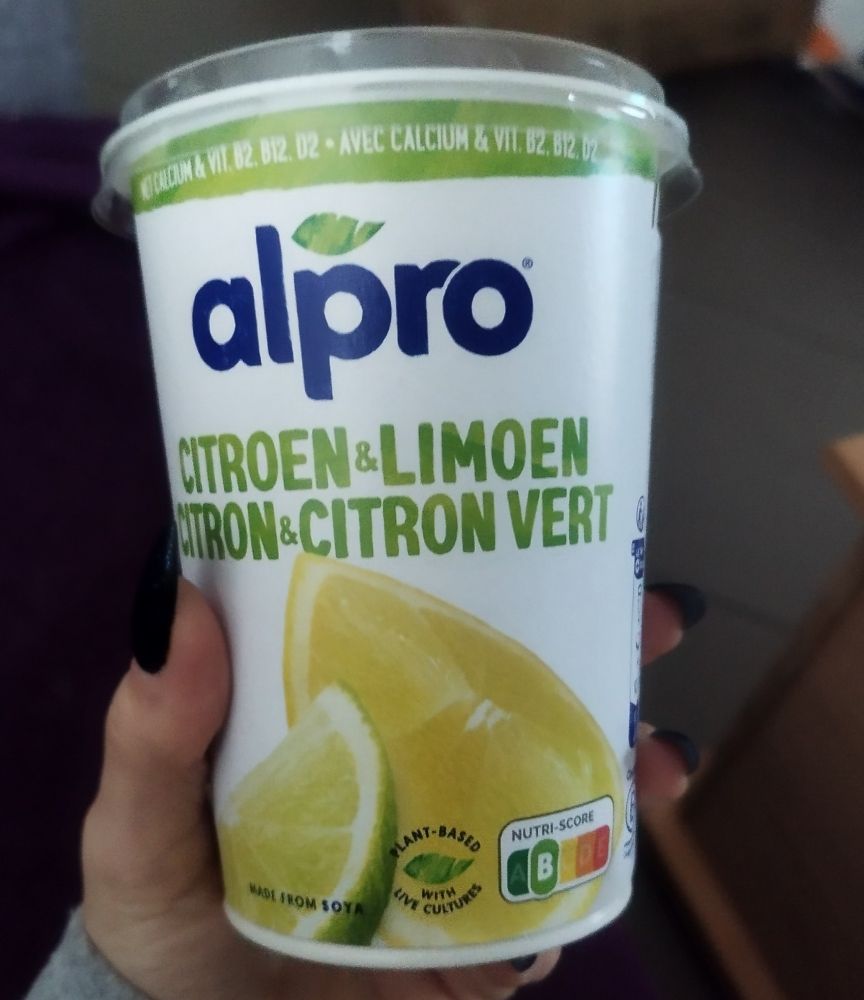 MET CALCIUM & VIT. B2, B12, D2 • AVEC CALCIUM & VIT. B2, B12, D2
alpro®
CITROEN & LIMOEN
CITRON & CITRON VERT
PLANT-BASED
WITH
LIVE CULTURES
MADE FROM SOYA
NUTRI-SCORE
A B C D E